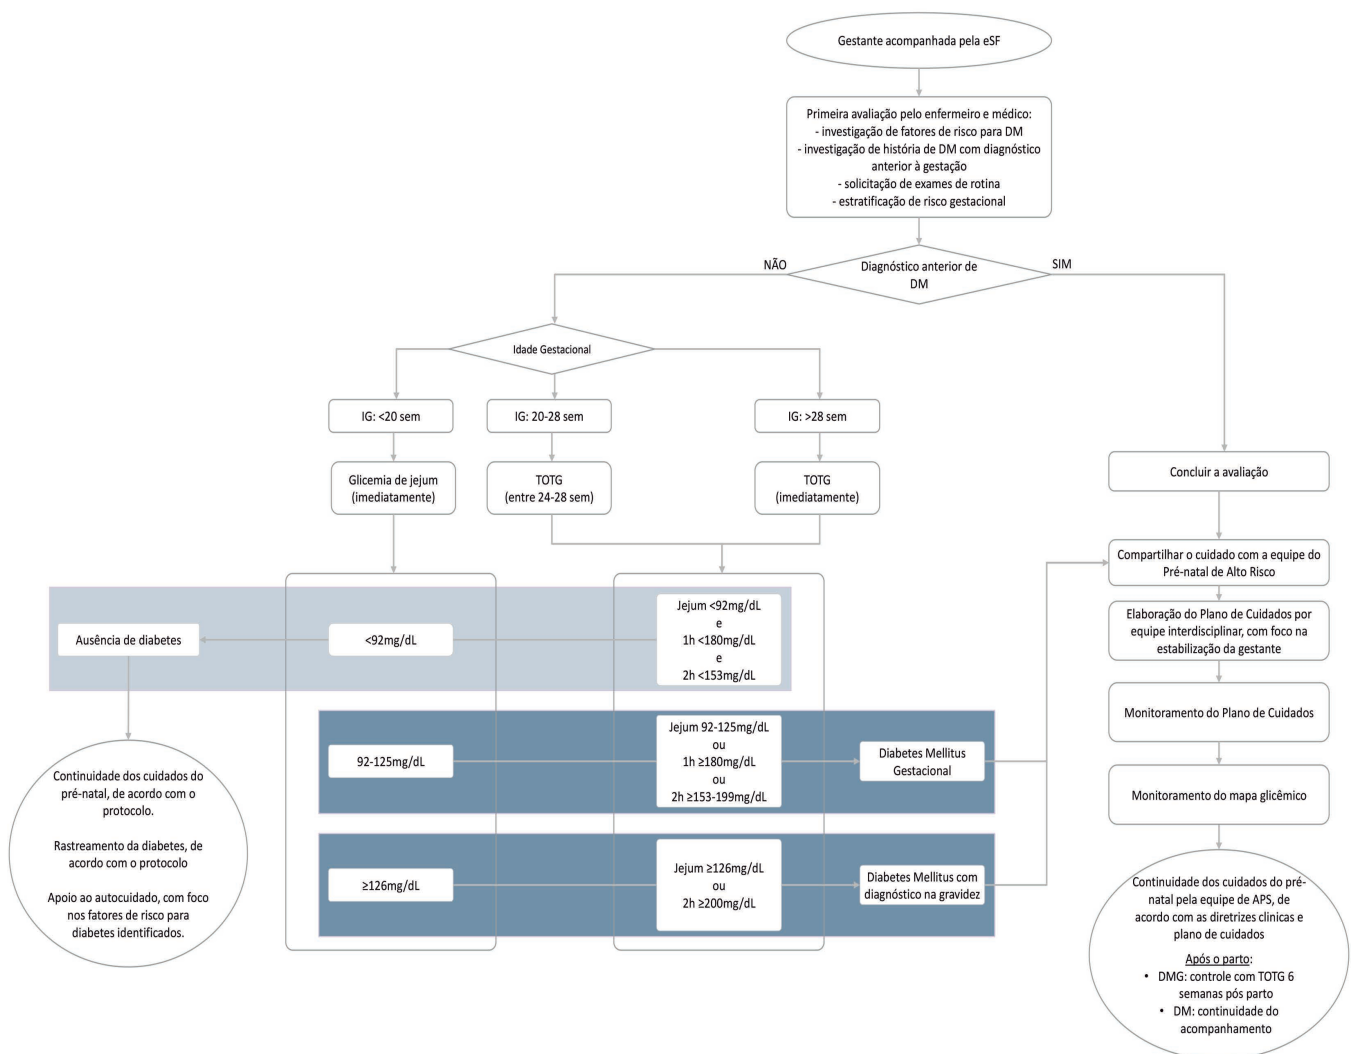 Gestante acompanhada pela eSF
Primeira avaliação pelo enfermeiro e médico:
- investigação de fatores de risco para DM
- investigação de história de DM com diagnóstico
anterior à gestação
- solicitação de exames de rotina
- estratificação de risco gestacional
NÃO
Diagnóstico anterior de
DM
SIM
Idade Gestacional
IG: <20 sem
IG: 20-28 sem
IG: >28 sem
Glicemia de jejum
(imediatamente)
TOTG
(entre 24-28 sem)
TOTG
(imediatamente)
Concluir a avaliação
Compartilhar o cuidado com a equipe do
Pré-natal de Alto Risco
Elaboração do Plano de Cuidados por
equipe interdisciplinar, com foco na
estabilização da gestante
Monitoramento do Plano de Cuidados
Monitoramento do mapa glicêmico
Ausência de diabetes
<92mg/dL
Jejum <92mg/dL
e
1h <180mg/dL
e
2h <153mg/dL
92-125mg/dL
Jejum 92-125mg/dL
ou
1h ≥180mg/dL
ou
2h ≥153-199mg/dL
Diabetes Mellitus
Gestacional
≥126mg/dL
Jejum ≥126mg/dL
ou
2h ≥200mg/dL
Diabetes Mellitus com
diagnóstico na gravidez
Continuidade dos cuidados do
pré-natal, de acordo com o
protocolo.
Rastreamento da diabetes, de
acordo com o protocolo
Apoio ao autocuidado, com foco
nos fatores de risco para
diabetes identificados.
Continuidade dos cuidados do pré-
natal pela equipe de APS, de
acordo com as diretrizes clinicas e
plano de cuidados
Após o parto:
• DMG: controle com TOTG 6
semanas pós parto
• DM: continuidade do
acompanhamento